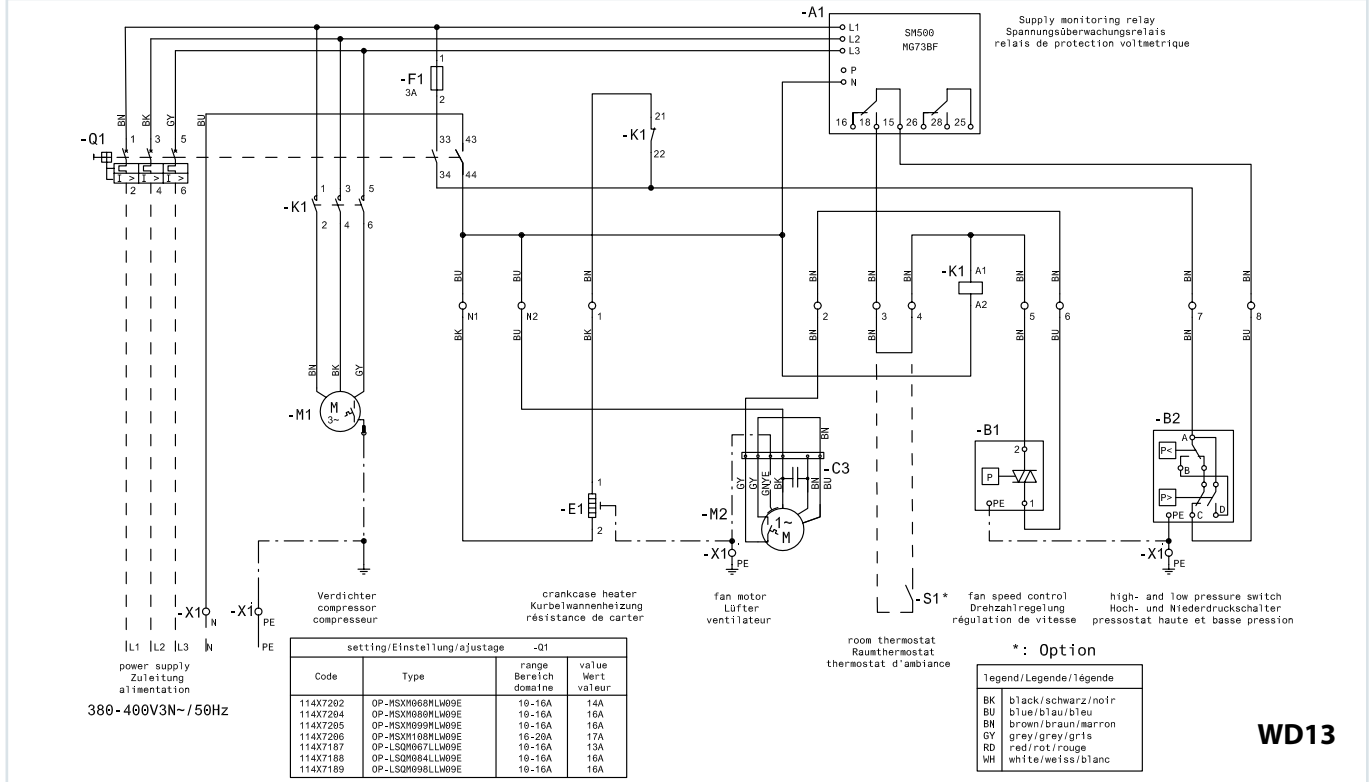 -A1
L1
L2
L3
P
N
SM500
MG73BF
16 18 15 26 28 25
Supply monitoring relay
Spannungsüberwachungsrelais
relais de protection voltmetrique
-F1
3A
1
2
BN BK GY BU
-Q1
1 3 5
I > I > I >
2 4 6
33 43
34 44
-K1
21
22
-K1
1 3 5
2 4 6
BU BU BN BN BN BN BN BN BN BN
-K1
A1
A2
N1 N2 1 2 3 4 5 6 7 8
BK BU BK BN BN BN BN BU BN BU
BN BK GY
-M1
M
3~
-E1
1
2
BN
-C3
GY GY GNYE BK BN BU
-M2
1~
M
-X1
PE
-B1
2
P
PE
1
-B2
A
P<
B
P>
D
PE C
-X1
PE
-S1*
-X1
N
-X1
PE
L1 L2 L3 N PE
power supply
Zuleitung
alimentation
380-400V3N~/50Hz
Verdichter
compressor
compresseur
crankcase heater
Kurbelwannenheizung
résistance de carter
fan motor
Lüfter
ventilateur
room thermostat
Raumthermostat
thermostat d'ambiance
fan speed control
Drehzahlregelung
régulation de vitesse
high- and low pressure switch
Hoch- und Niederdruckschalter
pressostat haute et basse pression
*: Option
setting/Einstellung/ajustage -Q1
Code Type range Bereich domaine value Wert valeur
114X7202 OP-MSXM068MLW09E 10-16A 14A
114X7204 OP-MSXM080MLW09E 10-16A 16A
114X7205 OP-MSXM099MLW09E 10-16A 16A
114X7206 OP-MSXM108MLW09E 16-20A 17A
114X7187 OP-LSQM067LLW09E 10-16A 13A
114X7188 OP-LSQM084LLW09E 10-16A 16A
114X7189 OP-LSQM098LLW09E 10-16A 16A
legend/Legende/légende
BK black/schwarz/noir
BU blue/blau/bleu
BN brown/braun/marron
GY grey/grey/gris
RD red/rot/rouge
WH white/weiss/blanc
WD13